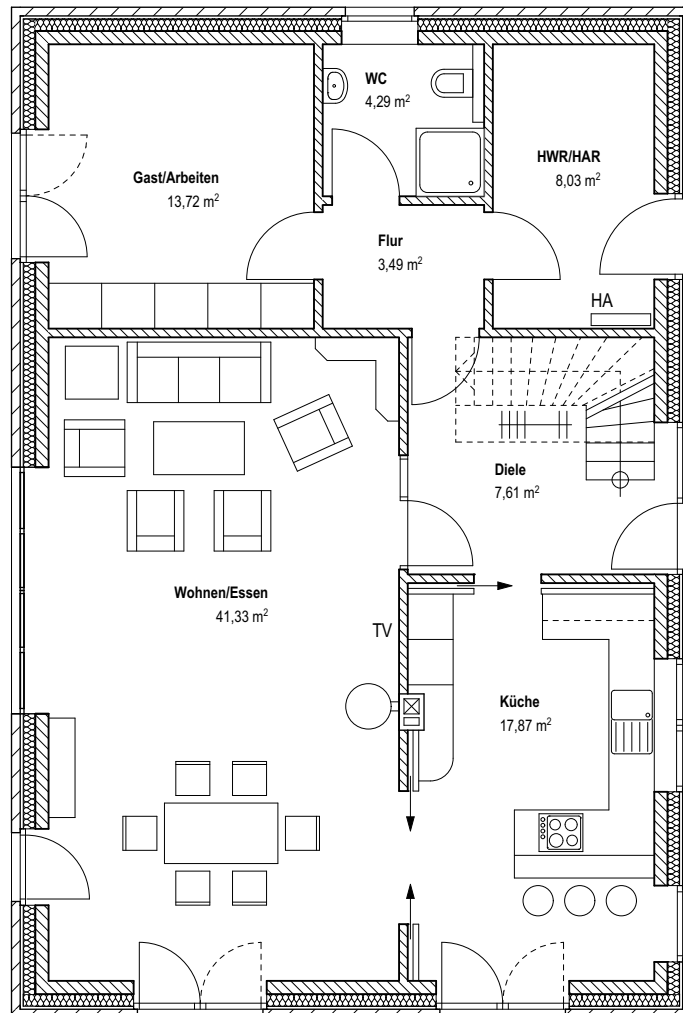 WC
4,29 m²
Gast/Arbeiten
13,72 m²
HWR/HAR
8,03 m²
Flur
3,49 m²
HA
Diele
7,61 m²
Wohnen/Essen
41,33 m²
TV
Küche
17,87 m²